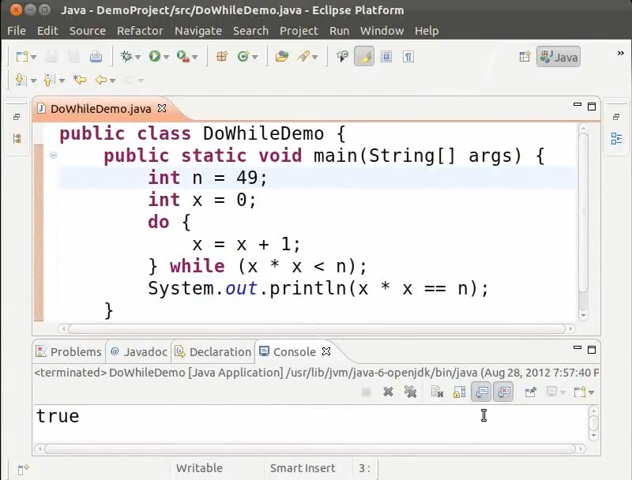 Java - DemoProject/src/DoWhileDemo.java - Eclipse Platform
File Edit Source Refactor Navigate Search Project Run Window Help
Java
DoWhileDemo.java
public class DoWhileDemo {
public static void main(String[] args) {
int n = 49;
int x = 0;
do {
x = x + 1;
} while (x * x < n);
System.out.println(x * x == n);
}
Problems Javadoc Declaration Console
<terminated> DoWhileDemo [Java Application] /usr/lib/jvm/java-6-openjdk/bin/java (Aug 28, 2012 7:57:40 P
true
Writable Smart Insert 3 :